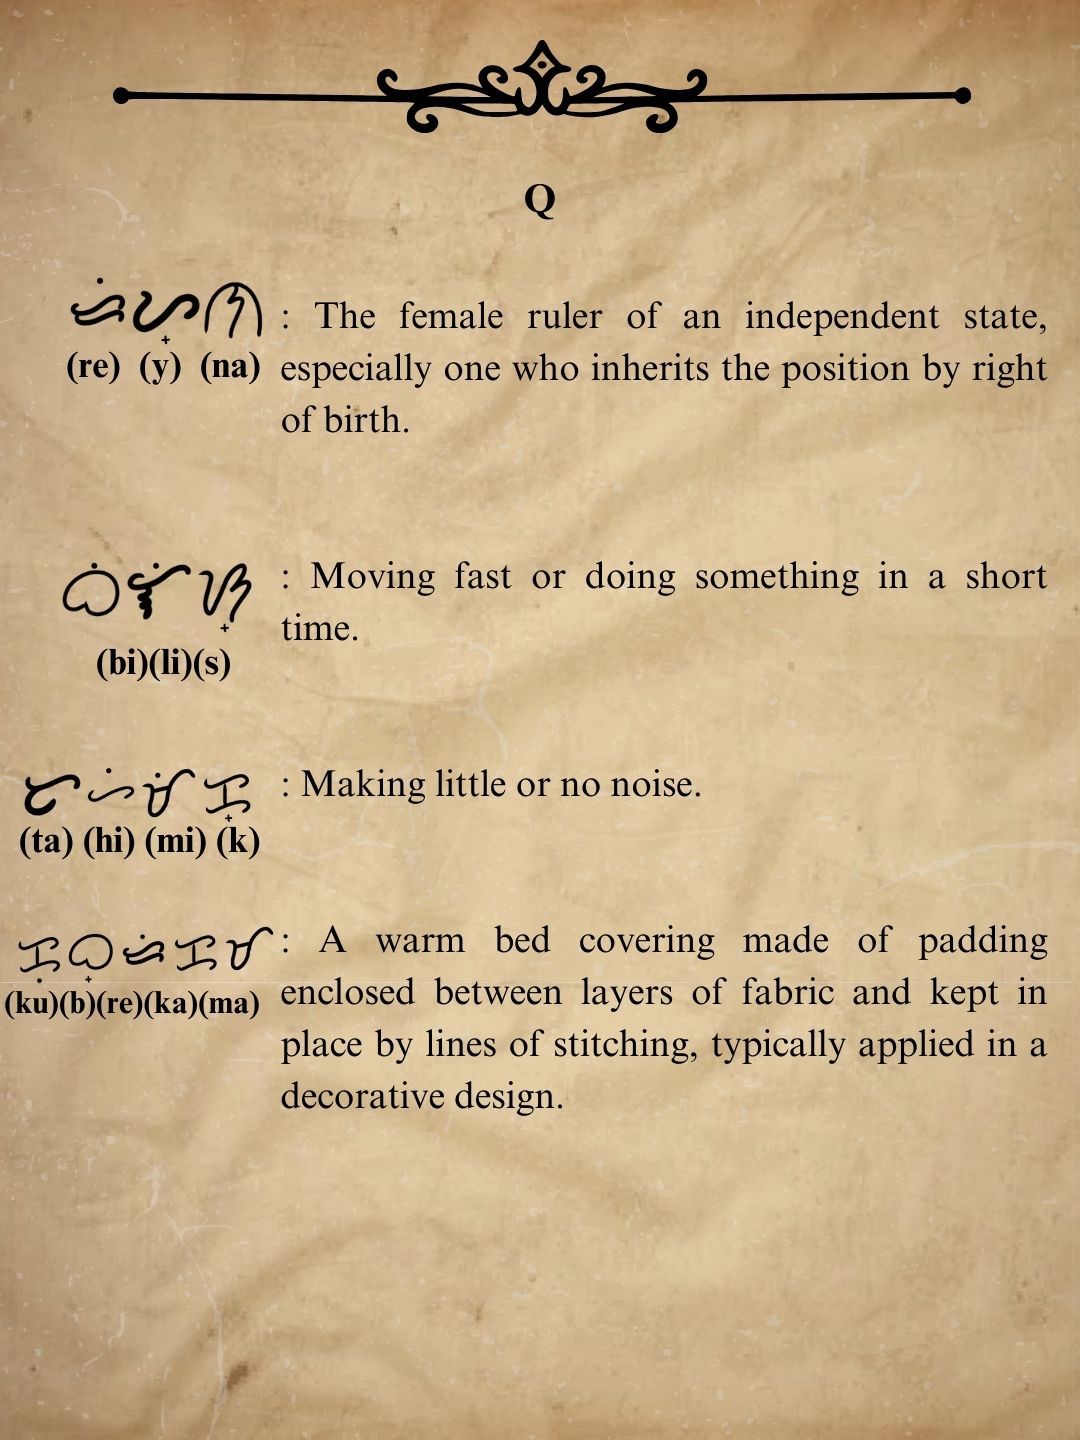 Q
ᜇᜒᜌ᜔ᜈ : The female ruler of an independent state,
(re) (y) (na) especially one who inherits the position by right
of birth.
ᜊᜒᜎᜒᜐ᜔ : Moving fast or doing something in a short
time.
(bi)(li)(s)
ᜆᜑᜒᜋᜒᜃ᜔ : Making little or no noise.
(ta) (hi) (mi) (k)
ᜃᜓᜊ᜔ᜇᜒᜃᜋ : A warm bed covering made of padding
(ku)(b)(re)(ka)(ma) enclosed between layers of fabric and kept in
place by lines of stitching, typically applied in a
decorative design.